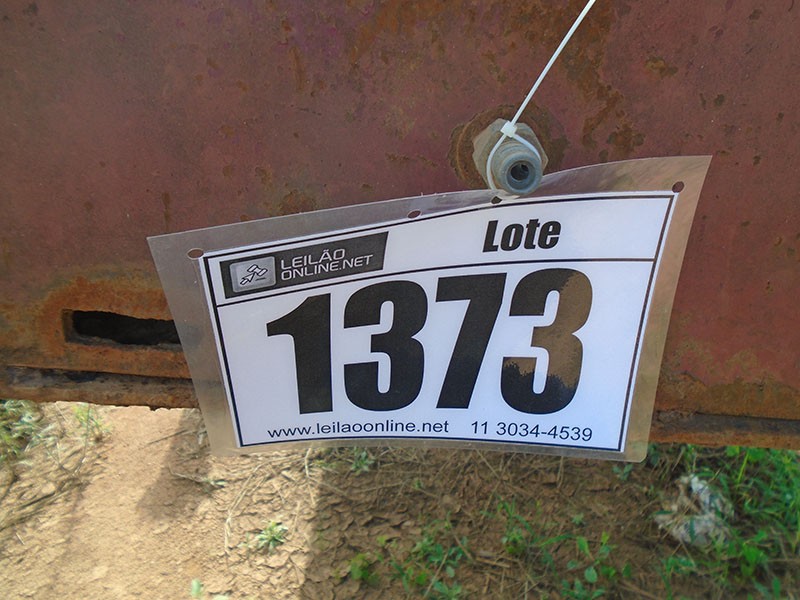 LEILÃO
ONLINE.NET
Lote
1373
www.leilaoonline.net 11 3034-4539